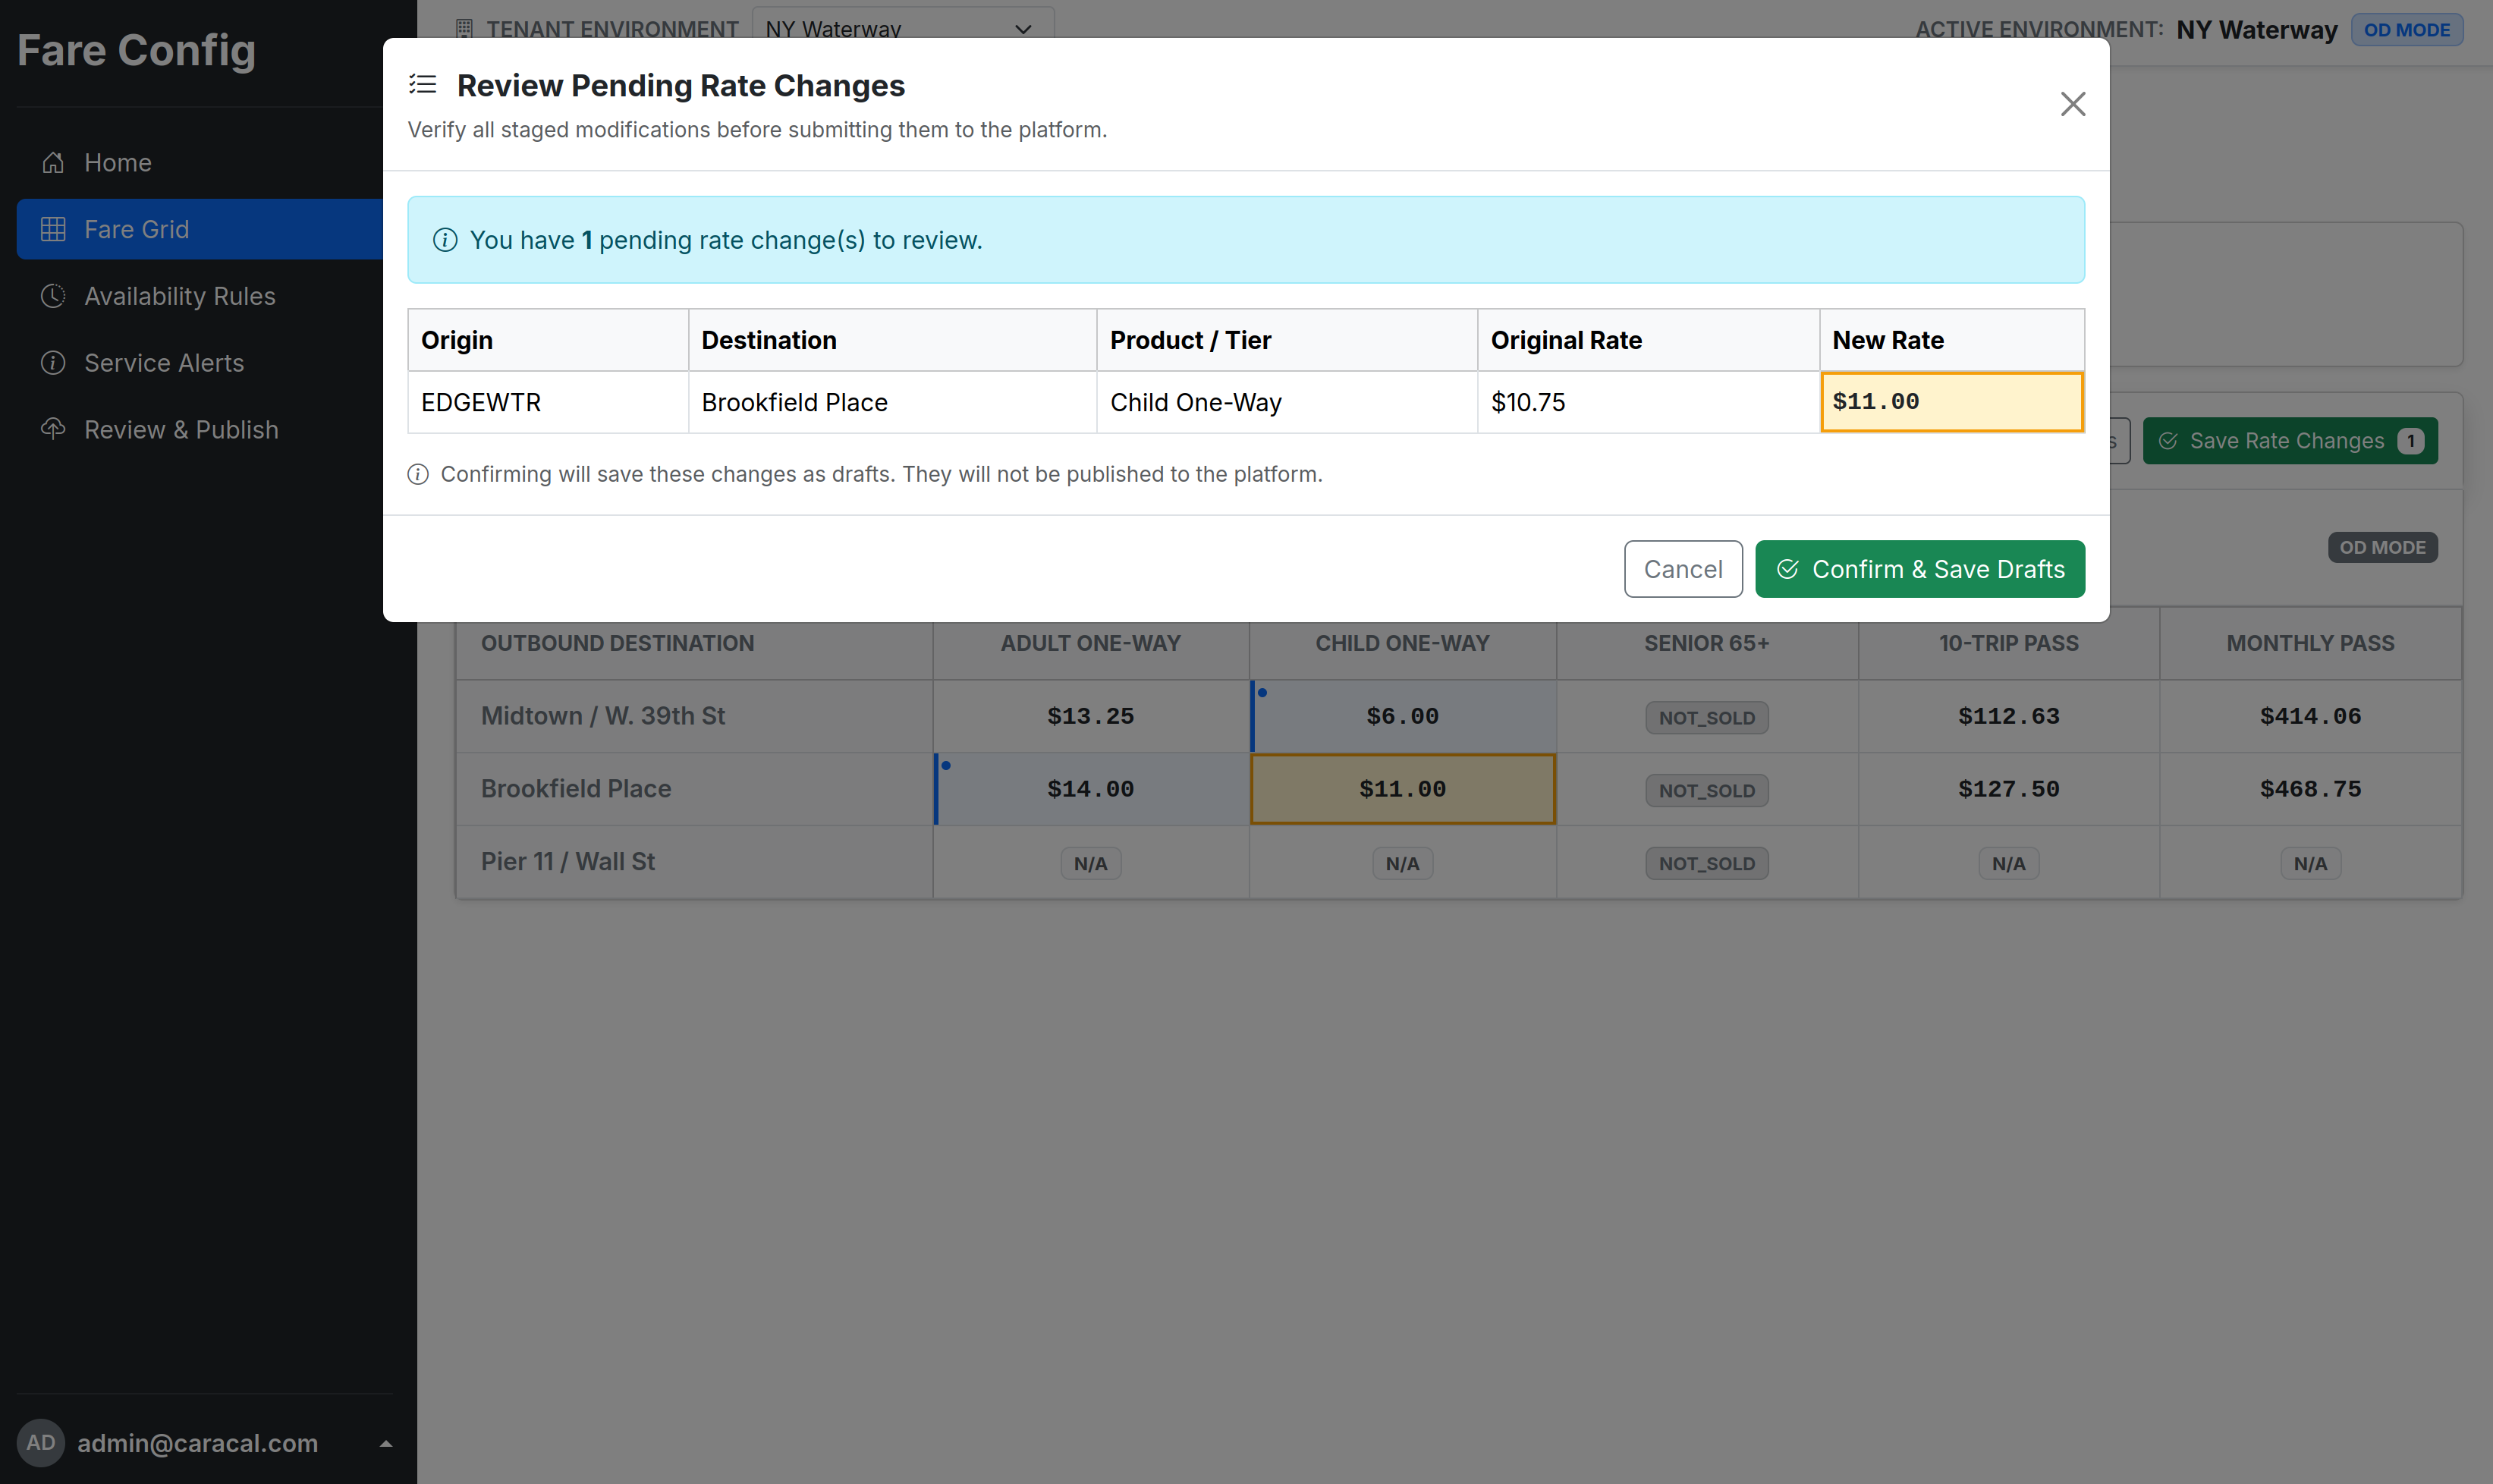 Fare Config
Home
Fare Grid
Availability Rules
Service Alerts
Review & Publish
AD admin@caracal.com
TENANT ENVIRONMENT NY Waterway
ACTIVE ENVIRONMENT: NY Waterway OD MODE
Review Pending Rate Changes
Verify all staged modifications before submitting them to the platform.
You have 1 pending rate change(s) to review.
Origin Destination Product / Tier Original Rate New Rate
EDGEWTR Brookfield Place Child One-Way $10.75 $11.00
Confirming will save these changes as drafts. They will not be published to the platform.
Cancel Confirm & Save Drafts
Save Rate Changes 1
OD MODE
OUTBOUND DESTINATION ADULT ONE-WAY CHILD ONE-WAY SENIOR 65+ 10-TRIP PASS MONTHLY PASS
Midtown / W. 39th St $13.25 $6.00 NOT_SOLD $112.63 $414.06
Brookfield Place $14.00 $11.00 NOT_SOLD $127.50 $468.75
Pier 11 / Wall St N/A N/A NOT_SOLD N/A N/A